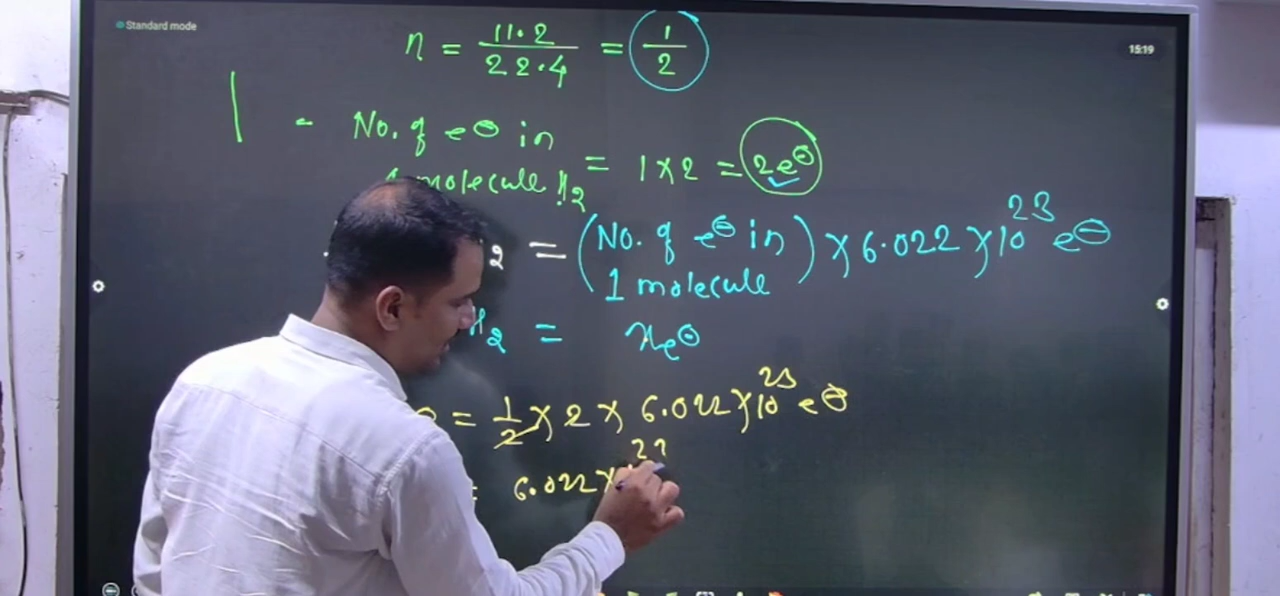 Standard mode
15:19
n = 11.2 / 22.4 = 1/2
- No. of e⊖ in
1 molecule H2 = 1 × 2 = 2e⊖
2 = (No. of e⊖ in 1 molecule) × 6.022 × 10^23 e⊖
H2 = x e⊖
= 1/2 × 2 × 6.022 × 10^23 e⊖
= 6.022 ×